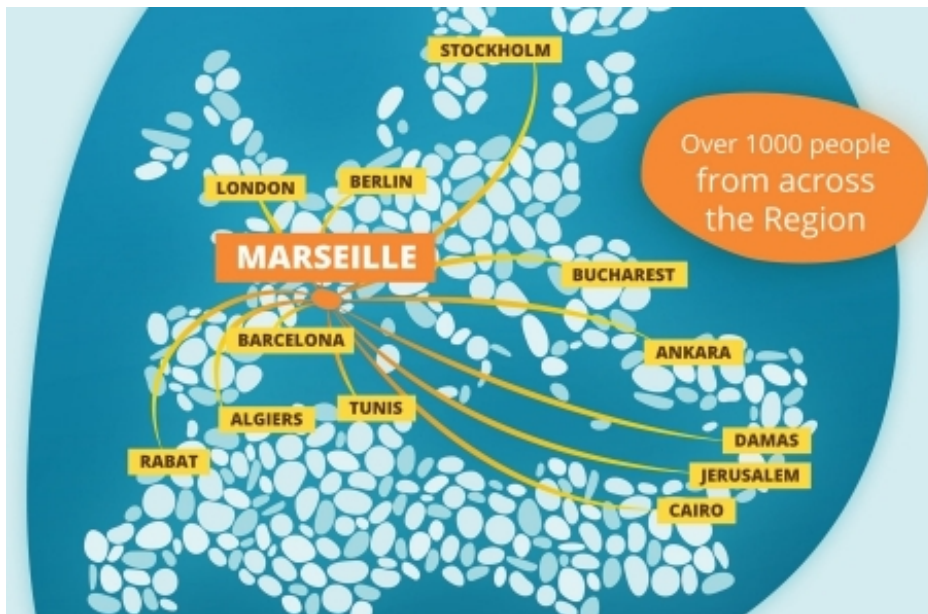 STOCKHOLM
Over 1000 people
from across
the Region
LONDON
BERLIN
MARSEILLE
BUCHAREST
BARCELONA
ANKARA
TUNIS
ALGIERS
DAMAS
RABAT
JERUSALEM
CAIRO